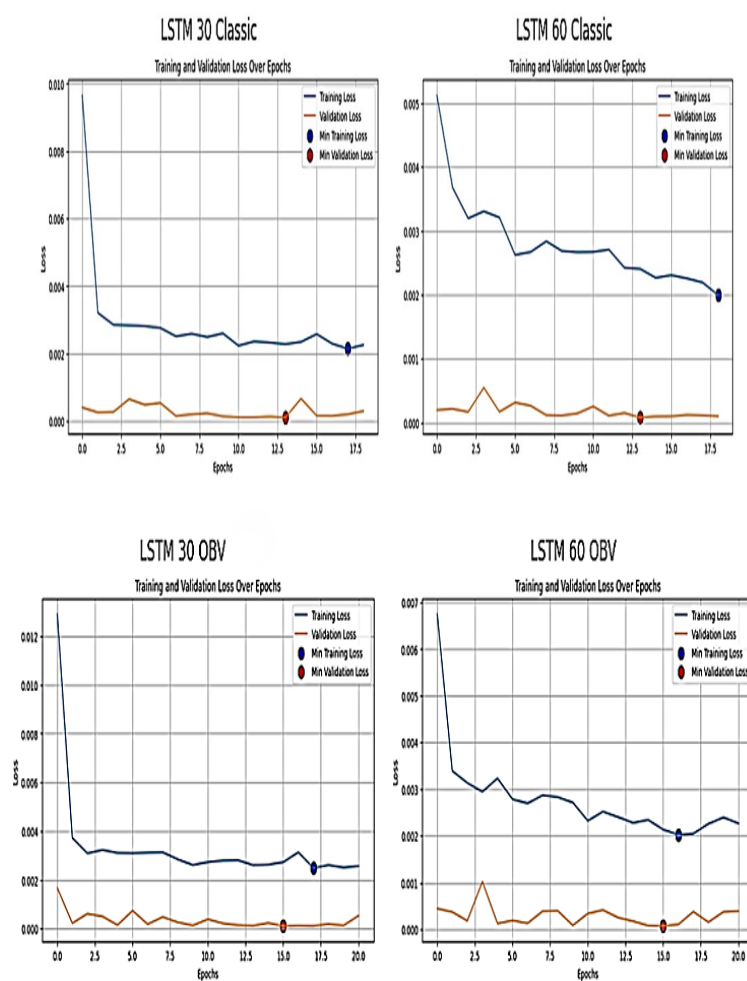 LSTM 30 Classic
Training and Validation Loss Over Epochs
0.010
0.008
0.006
0.004
0.002
0.000
Loss
Training Loss
Validation Loss
Min Training Loss
Min Validation Loss
0.0 2.5 5.0 7.5 10.0 12.5 15.0 17.5
Epochs
LSTM 60 Classic
Training and Validation Loss Over Epochs
0.005
0.004
0.003
0.002
0.001
0.000
Loss
Training Loss
Validation Loss
Min Training Loss
Min Validation Loss
0.0 2.5 5.0 7.5 10.0 12.5 15.0 17.5
Epochs
LSTM 30 OBV
Training and Validation Loss Over Epochs
0.012
0.010
0.008
0.006
0.004
0.002
0.000
Loss
Training Loss
Validation Loss
Min Training Loss
Min Validation Loss
0.0 2.5 5.0 7.5 10.0 12.5 15.0 17.5 20.0
Epochs
LSTM 60 OBV
Training and Validation Loss Over Epochs
0.007
0.006
0.005
0.004
0.003
0.002
0.001
0.000
Loss
Training Loss
Validation Loss
Min Training Loss
Min Validation Loss
0.0 2.5 5.0 7.5 10.0 12.5 15.0 17.5 20.0
Epochs